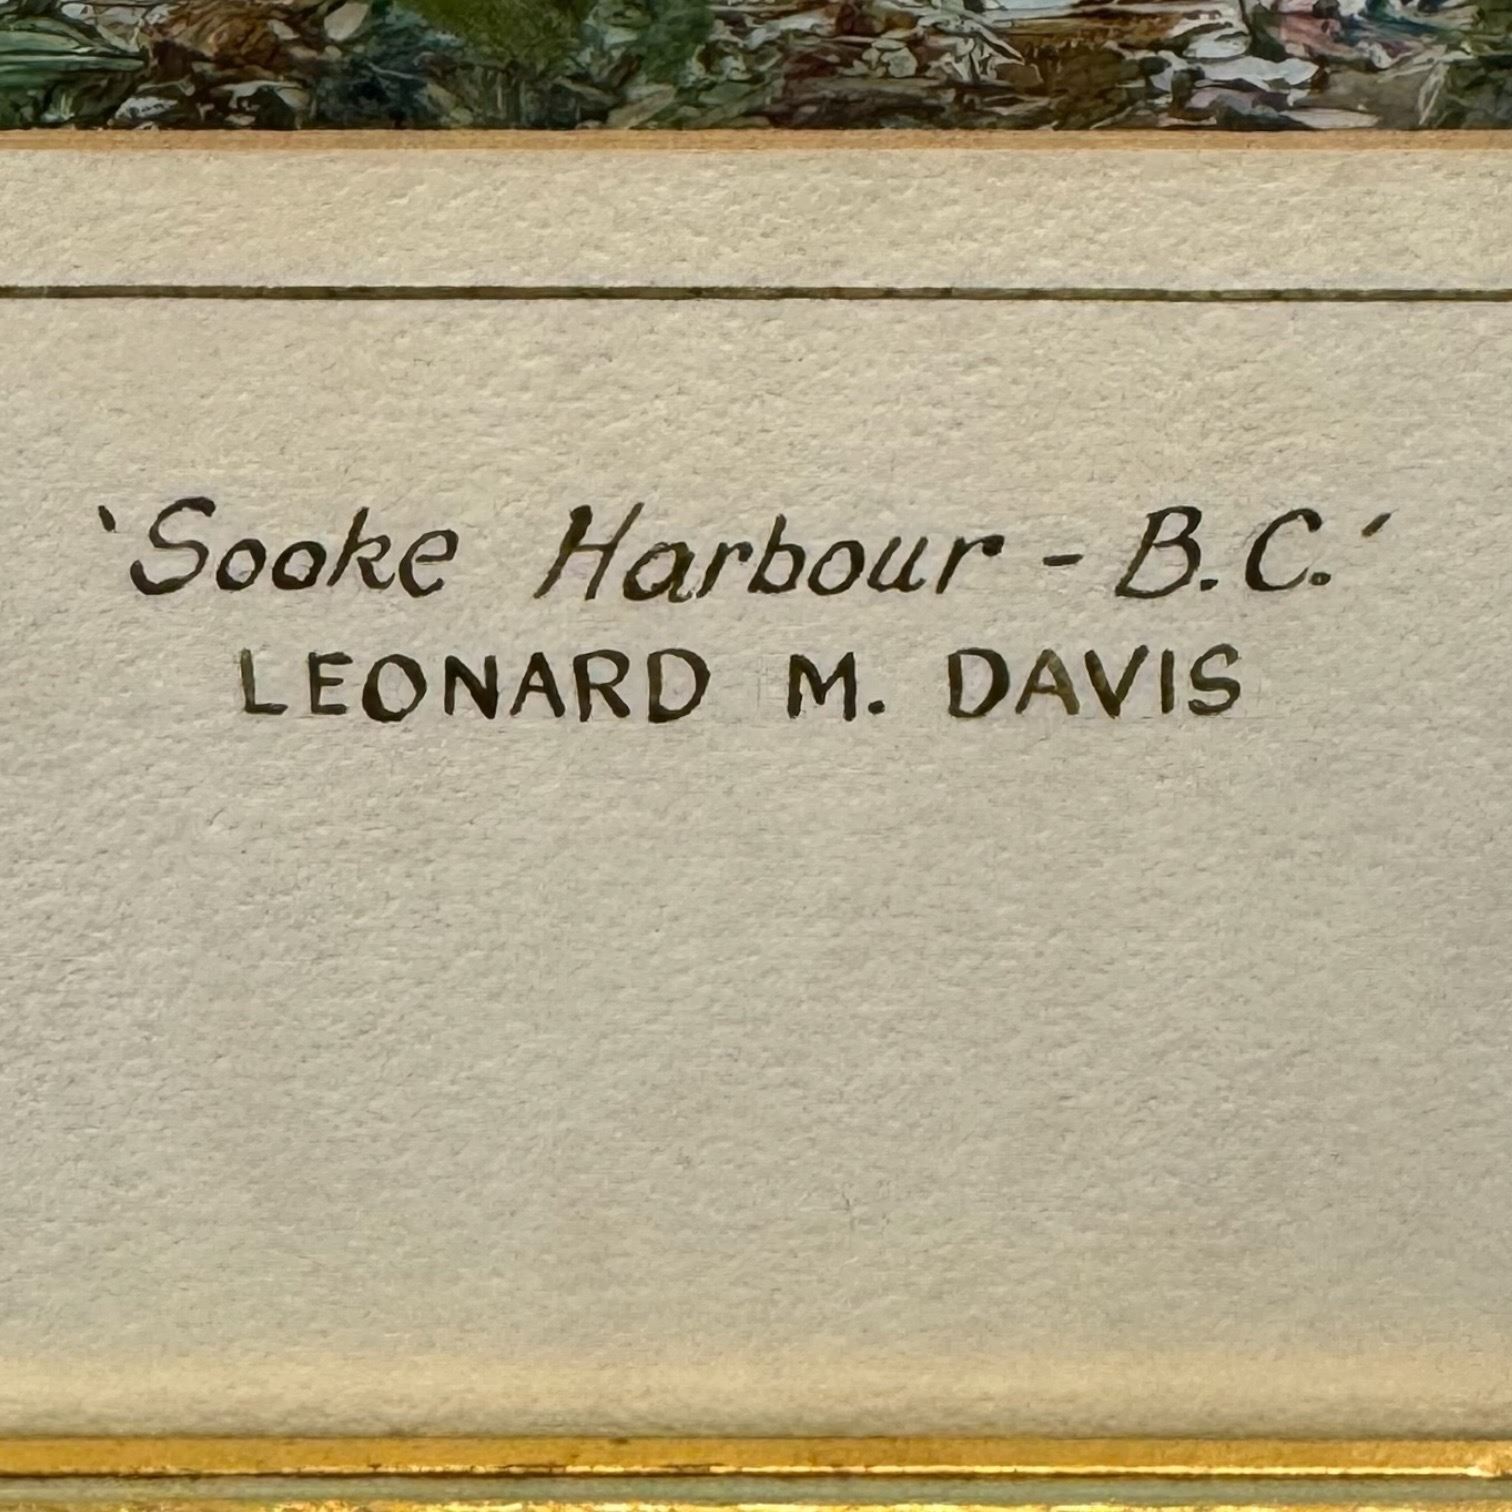 ‘Sooke Harbour - B.C.’
LEONARD M. DAVIS